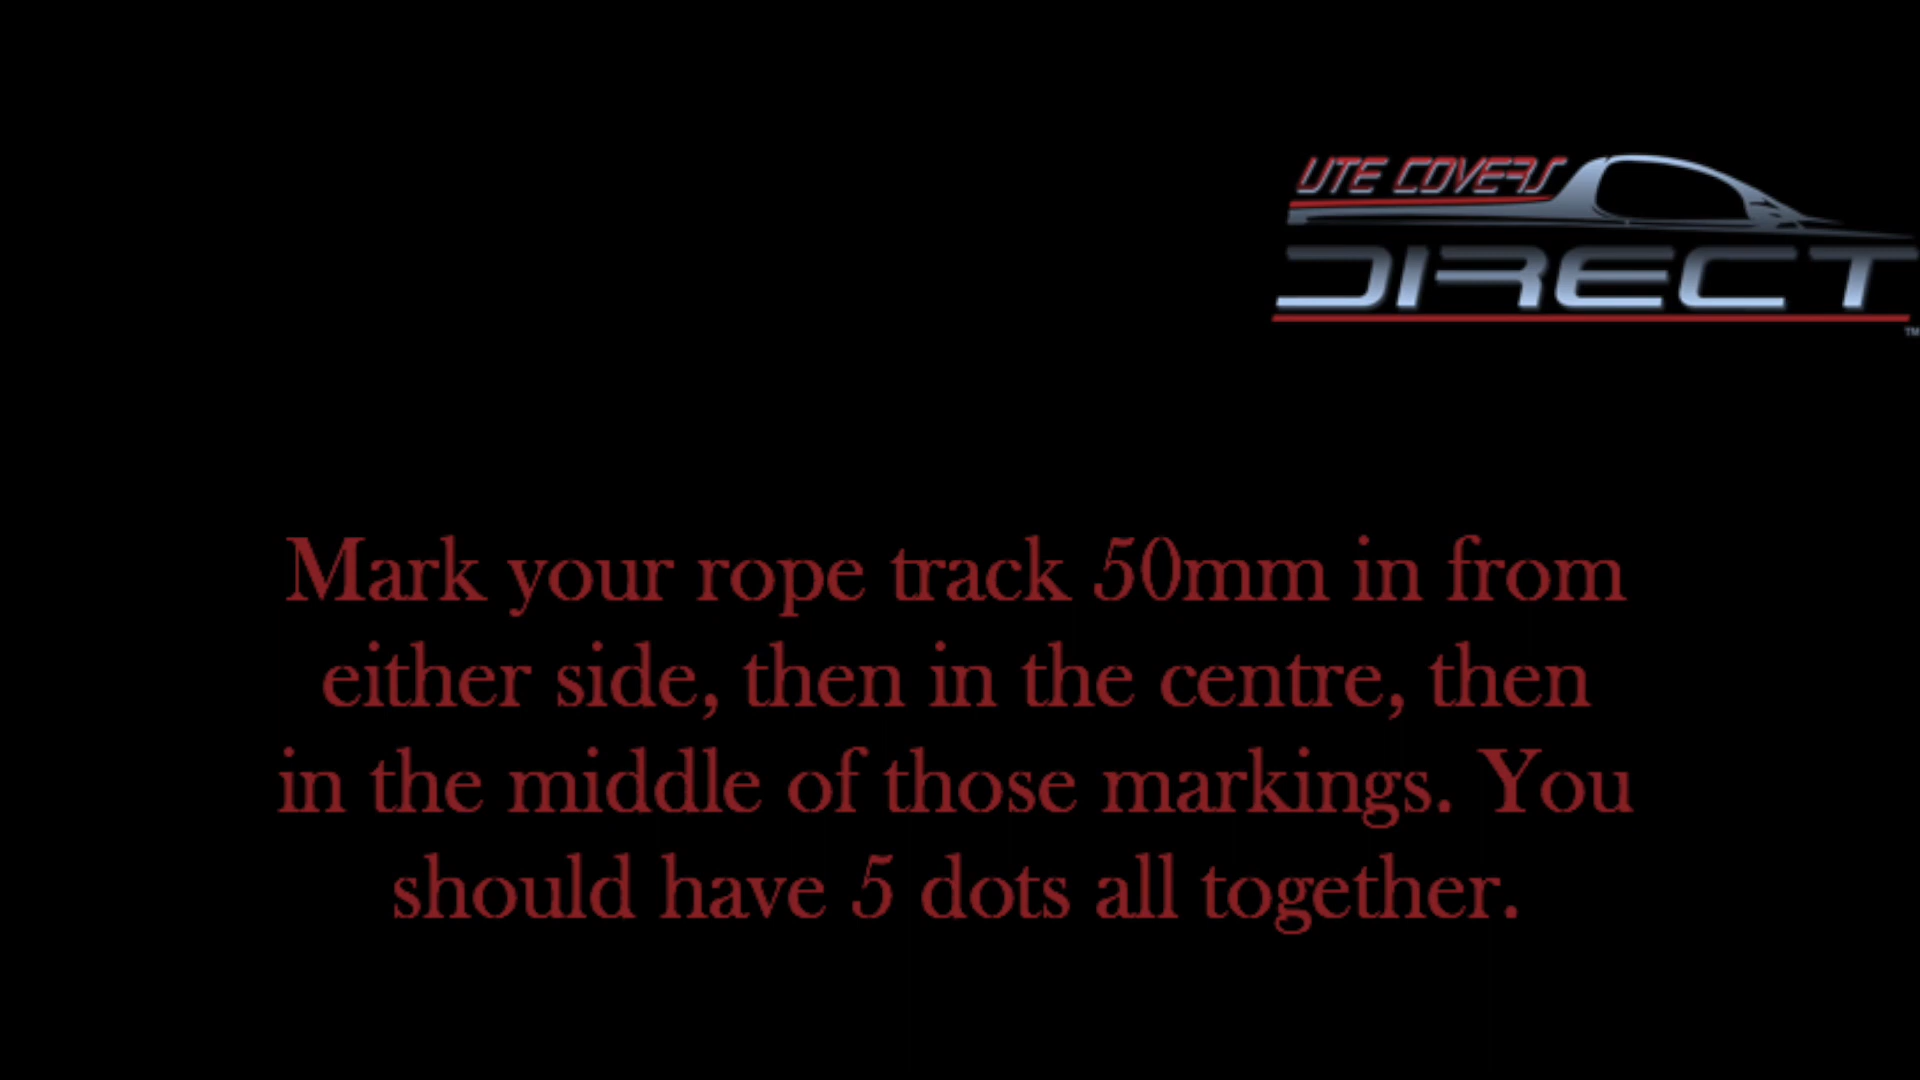 UTE COVERS
DIRECT
TM
Mark your rope track 50mm in from
either side, then in the centre, then
in the middle of those markings. You
should have 5 dots all together.